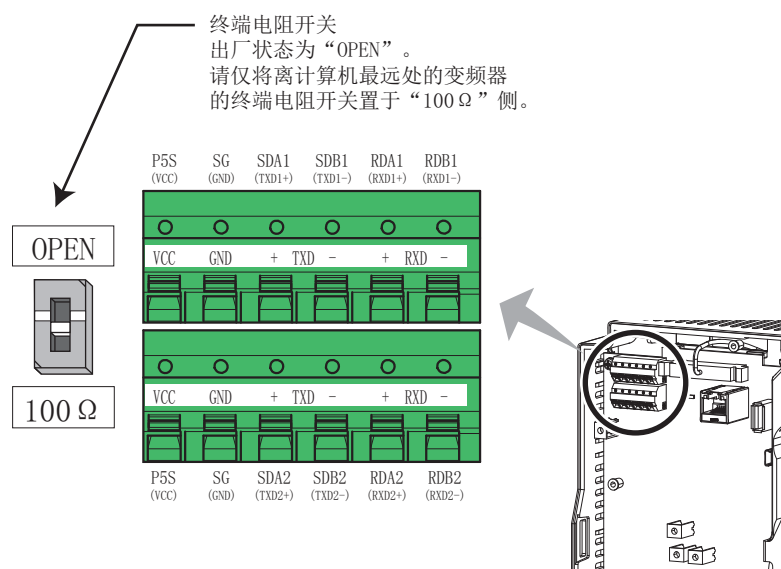 终端电阻开关
出厂状态为“OPEN”。
请仅将离计算机最远处的变频器
的终端电阻开关置于“100Ω”侧。
P5S SG SDA1 SDB1 RDA1 RDB1
(VCC) (GND) (TXD1+) (TXD1-) (RXD1+) (RXD1-)
VCC GND + TXD - + RXD -
OPEN
100Ω
VCC GND + TXD - + RXD -
P5S SG SDA2 SDB2 RDA2 RDB2
(VCC) (GND) (TXD2+) (TXD2-) (RXD2+) (RXD2-)